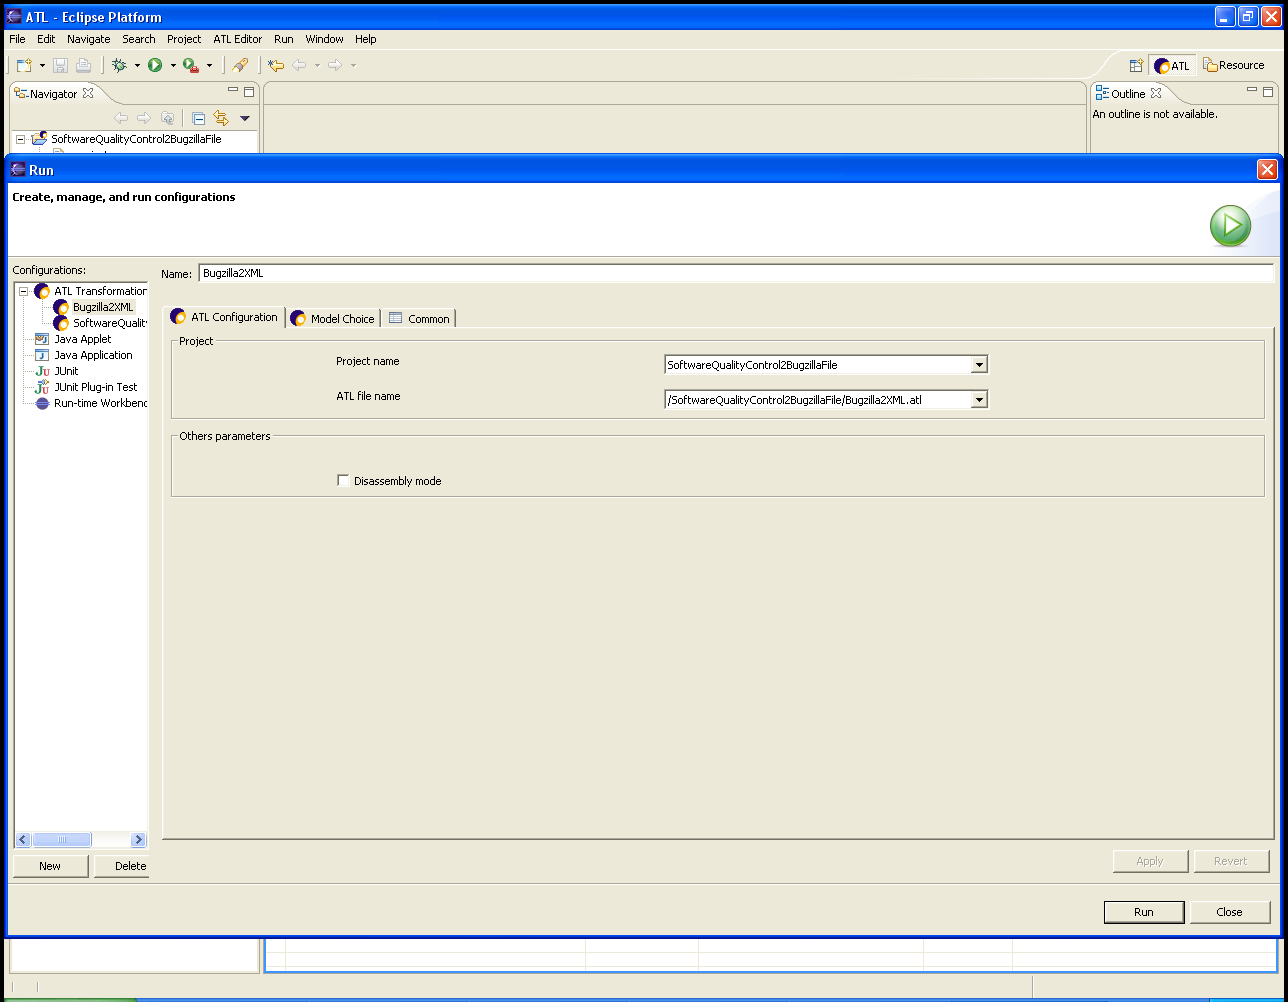 ATL - Eclipse Platform
File Edit Navigate Search Project ATL Editor Run Window Help
ATL Resource
Navigator
Outline
An outline is not available.
SoftwareQualityControl2BugzillaFile
Run
Create, manage, and run configurations
Configurations:
Name: Bugzilla2XML
ATL Transformation
Bugzilla2XML
SoftwareQualit
Java Applet
Java Application
JUnit
JUnit Plug-in Test
Run-time Workbenc
ATL Configuration Model Choice Common
Project
Project name SoftwareQualityControl2BugzillaFile
ATL file name /SoftwareQualityControl2BugzillaFile/Bugzilla2XML.atl
Others parameters
Disassembly mode
New Delete
Apply Revert
Run Close